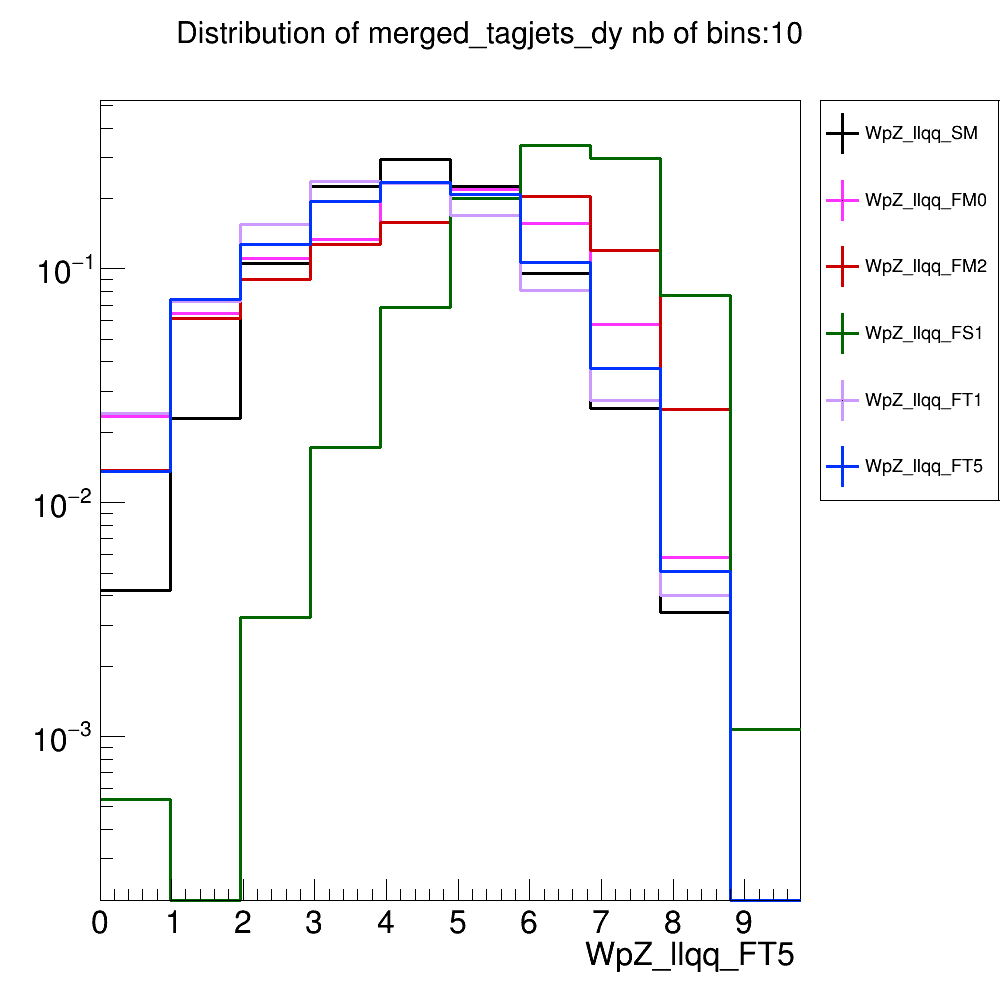 Distribution of merged_tagjets_dy nb of bins:10
WpZ_llqq_SM
WpZ_llqq_FM0
WpZ_llqq_FM2
WpZ_llqq_FS1
WpZ_llqq_FT1
WpZ_llqq_FT5
10⁻¹
10⁻²
10⁻³
0 1 2 3 4 5 6 7 8 9
WpZ_llqq_FT5